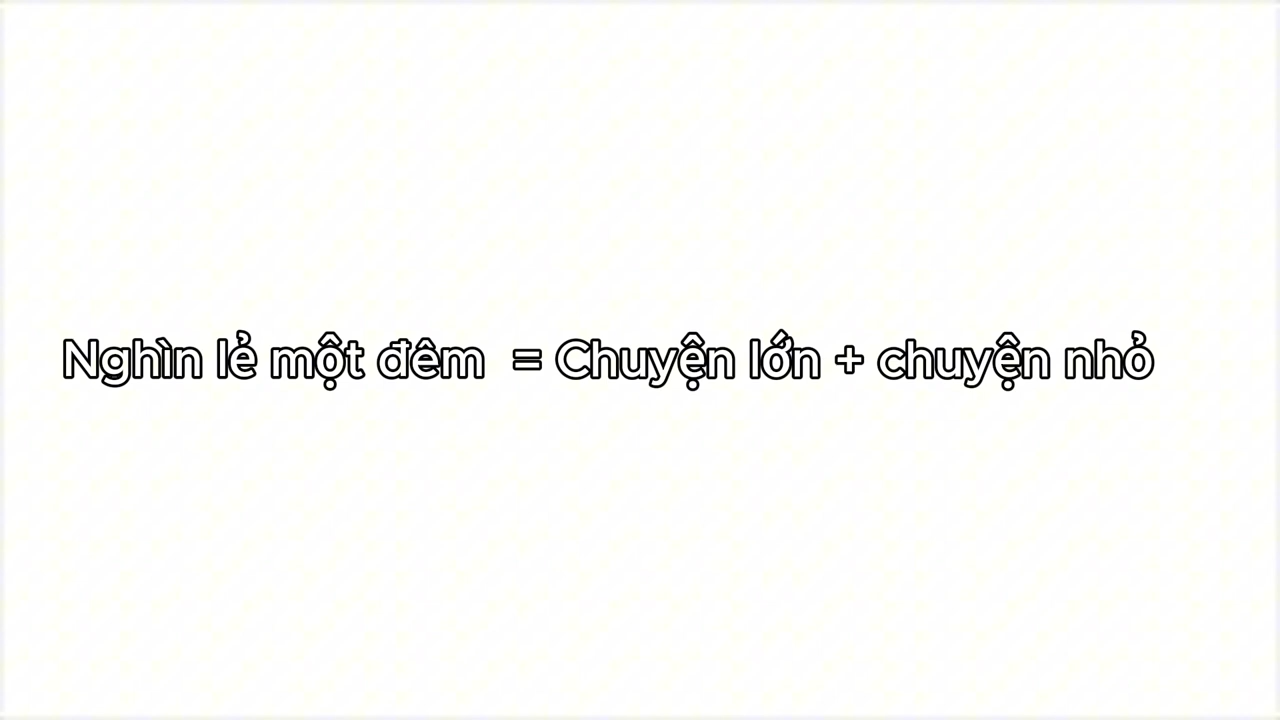 Nghìn lẻ một đêm = Chuyện lớn + chuyện nhỏ